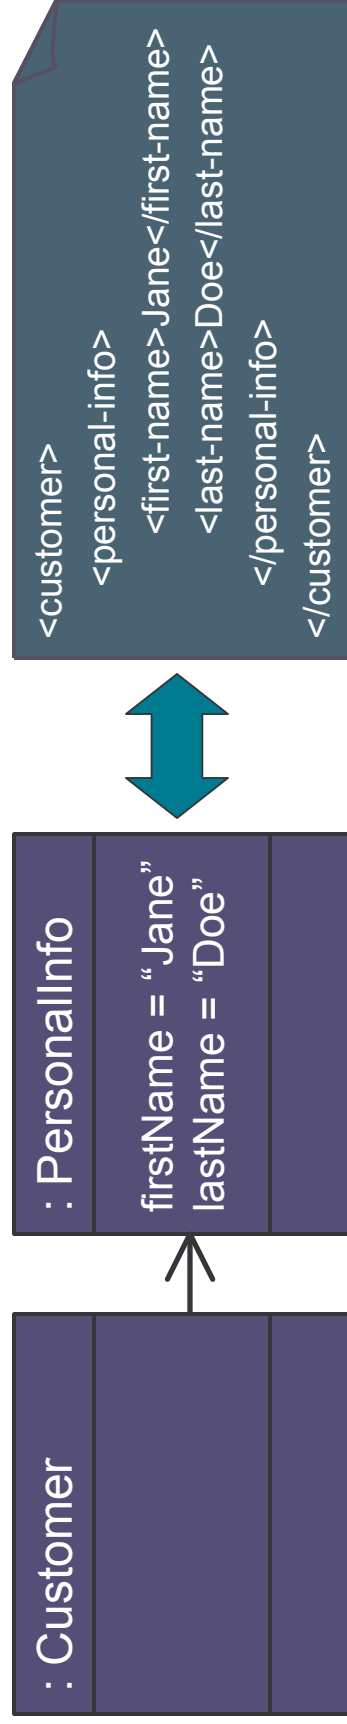 : Customer
: PersonalInfo
firstName = “Jane”
lastName = “Doe”
<customer>
<personal-info>
<first-name>Jane</first-name>
<last-name>Doe</last-name>
</personal-info>
</customer>